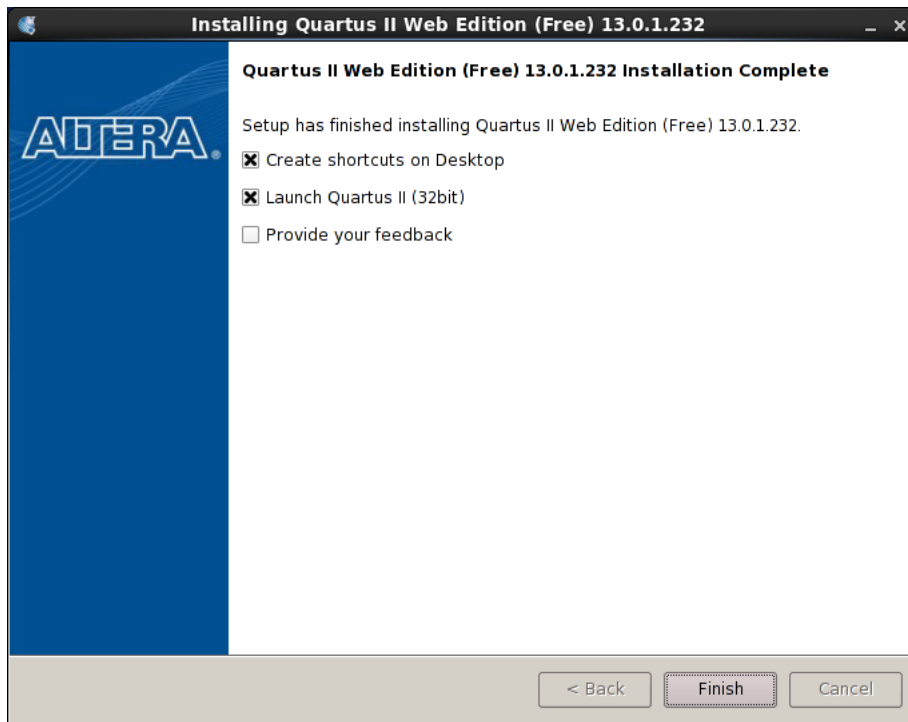 Installing Quartus II Web Edition (Free) 13.0.1.232
Quartus II Web Edition (Free) 13.0.1.232 Installation Complete
ALTERA®
Setup has finished installing Quartus II Web Edition (Free) 13.0.1.232.
Create shortcuts on Desktop
Launch Quartus II (32bit)
Provide your feedback
< Back
Finish
Cancel